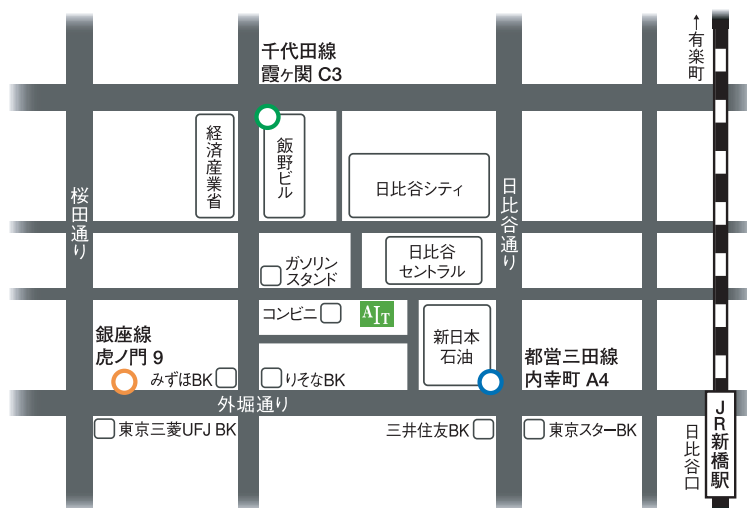 千代田線
霞ヶ関 C3
↑
有楽町
経済産業省
飯野ビル
日比谷シティ
桜田通り
日比谷通り
ガソリン
スタンド
日比谷
セントラル
コンビニ
AIT
新日本
石油
銀座線
虎ノ門 9
みずほBK
りそなBK
都営三田線
内幸町 A4
外堀通り
東京三菱UFJ BK
三井住友BK
東京スターBK
日比谷口
JR新橋駅